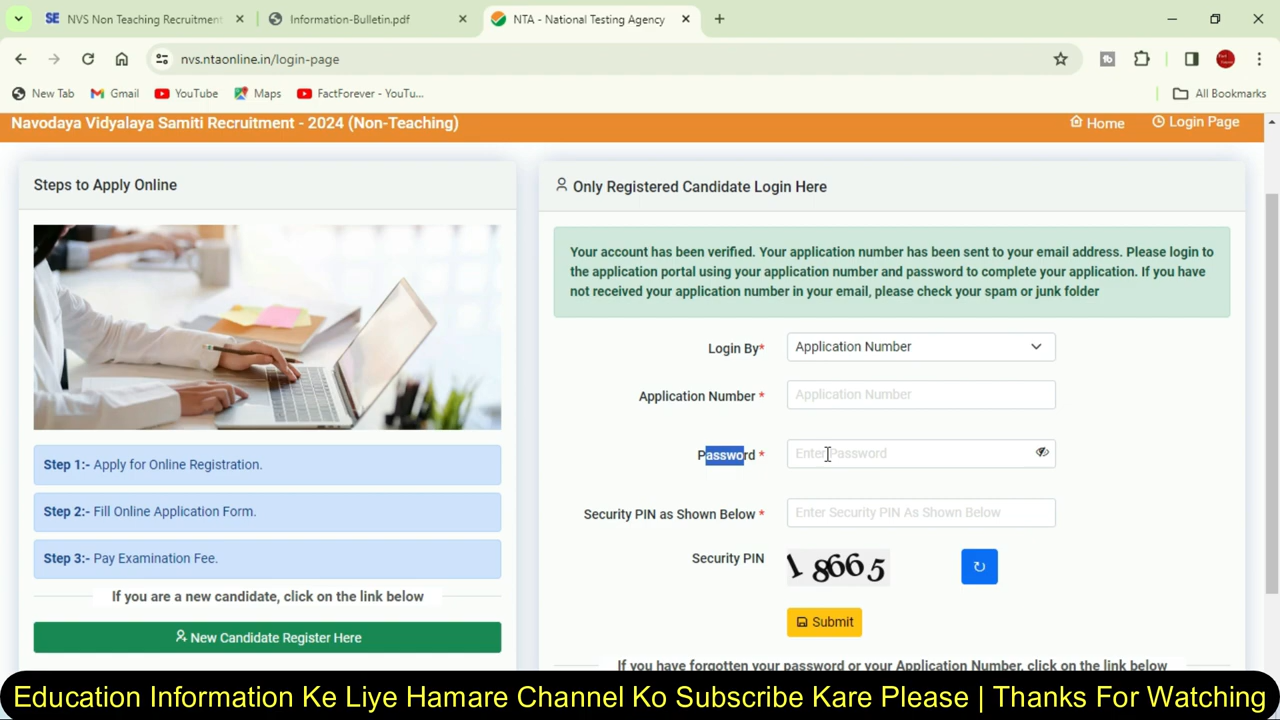 NVS Non Teaching Recruitment
Information-Bulletin.pdf
NTA - National Testing Agency
nvs.ntaonline.in/login-page
New Tab
Gmail
YouTube
Maps
FactForever - YouTu...
All Bookmarks
Navodaya Vidyalaya Samiti Recruitment - 2024 (Non-Teaching)
Home
Login Page
Steps to Apply Online
Step 1:- Apply for Online Registration.
Step 2:- Fill Online Application Form.
Step 3:- Pay Examination Fee.
If you are a new candidate, click on the link below
New Candidate Register Here
Only Registered Candidate Login Here
Your account has been verified. Your application number has been sent to your email address. Please login to
the application portal using your application number and password to complete your application. If you have
not received your application number in your email, please check your spam or junk folder
Login By* Application Number
Application Number * Application Number
Password * Enter Password
Security PIN as Shown Below * Enter Security PIN As Shown Below
Security PIN 18665
Submit
If you have forgotten your password or your Application Number, click on the link below
Education Information Ke Liye Hamare Channel Ko Subscribe Kare Please | Thanks For Watching